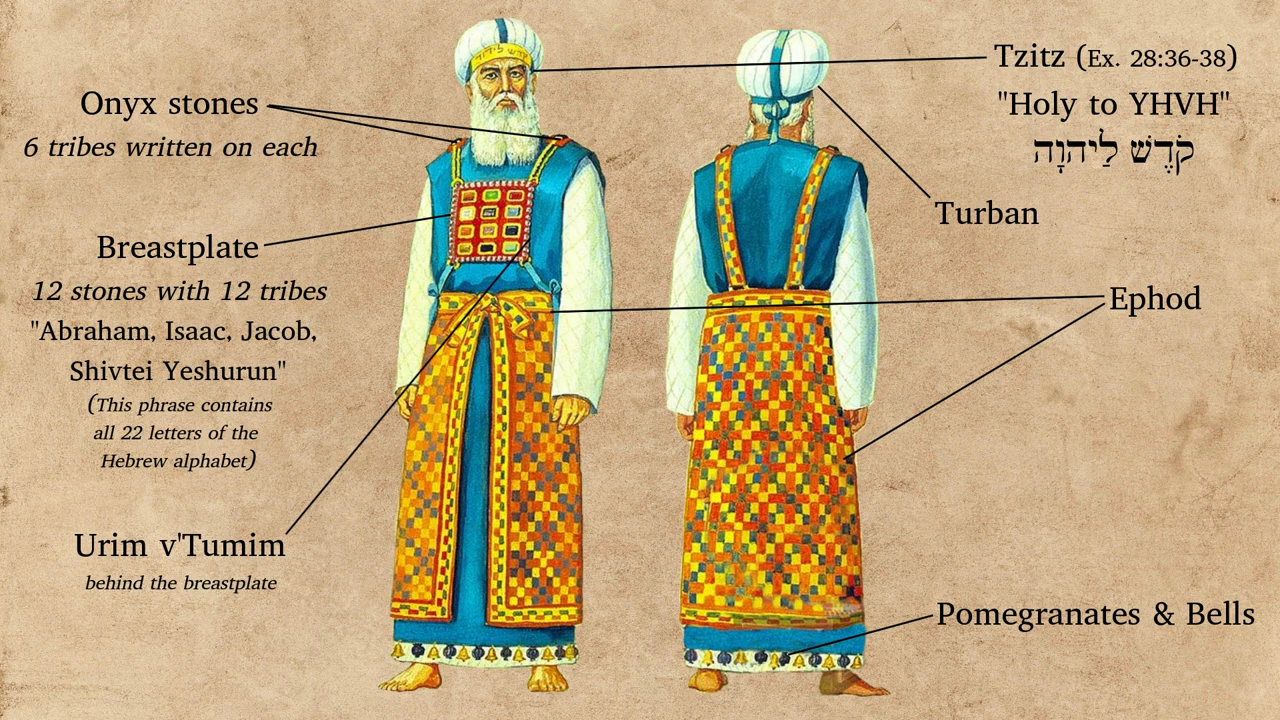 Onyx stones
6 tribes written on each
Breastplate
12 stones with 12 tribes
"Abraham, Isaac, Jacob,
Shivtei Yeshurun"
(This phrase contains
all 22 letters of the
Hebrew alphabet)
Urim v'Tumim
behind the breastplate
Tzitz (Ex. 28:36-38)
"Holy to YHVH"
קֹדֶשׁ לַיהוָה
Turban
Ephod
Pomegranates & Bells